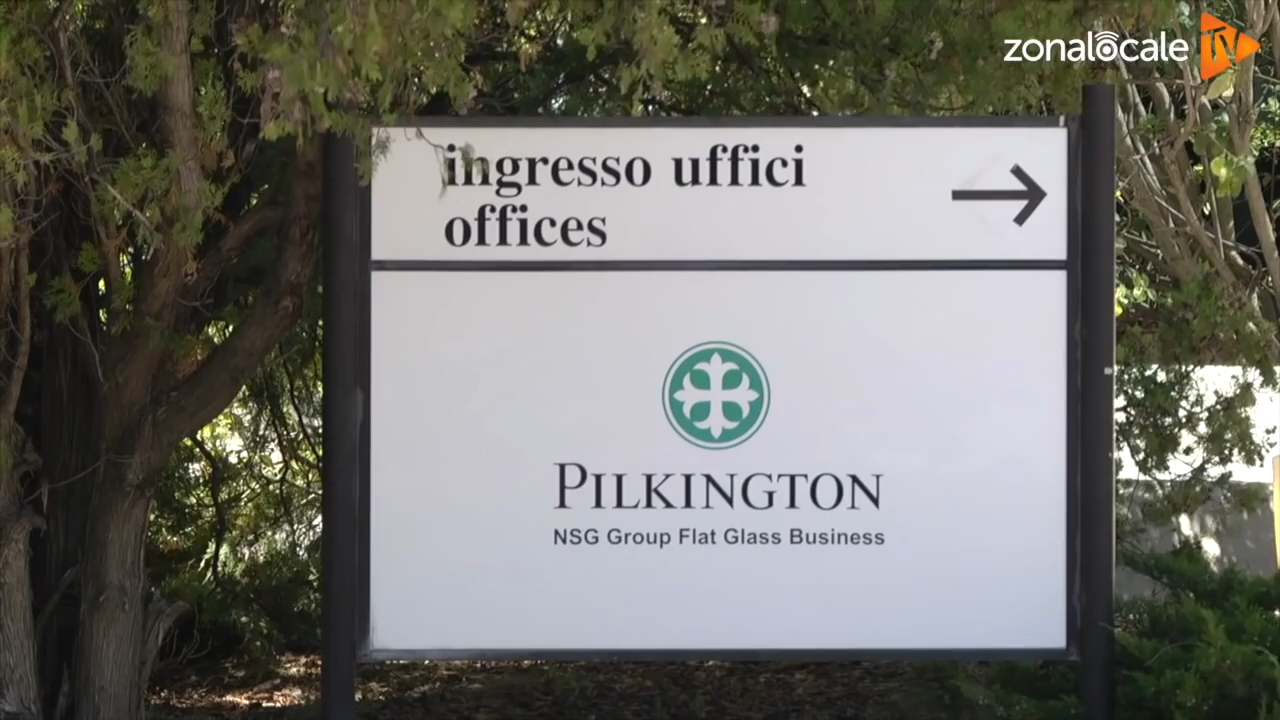 zonalocale TV
ingresso uffici
offices
PILKINGTON
NSG Group Flat Glass Business